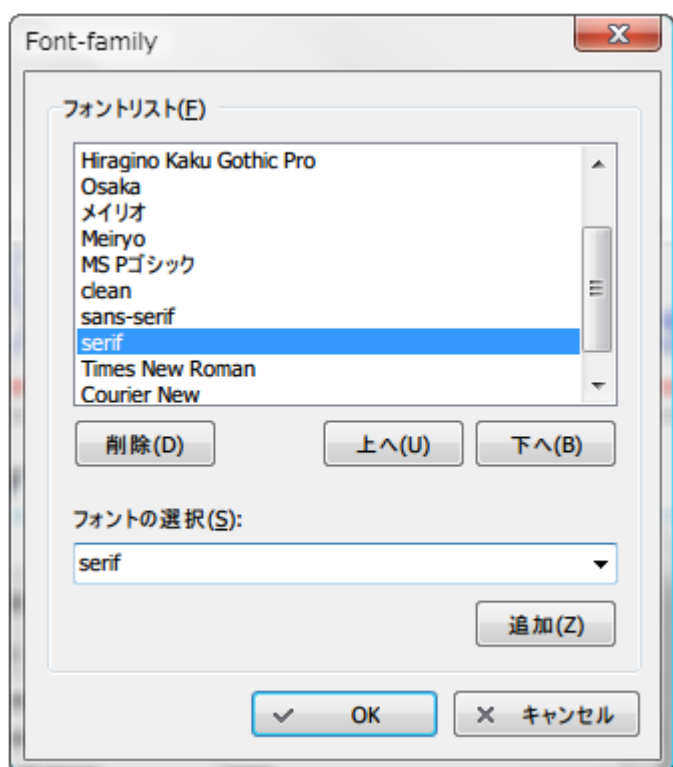 Font-family
フォントリスト(F)
Hiragino Kaku Gothic Pro
Osaka
メイリオ
Meiryo
MS Pゴシック
clean
sans-serif
serif
Times New Roman
Courier New
削除(D) 上へ(U) 下へ(B)
フォントの選択(S):
serif
追加(Z)
OK キャンセル